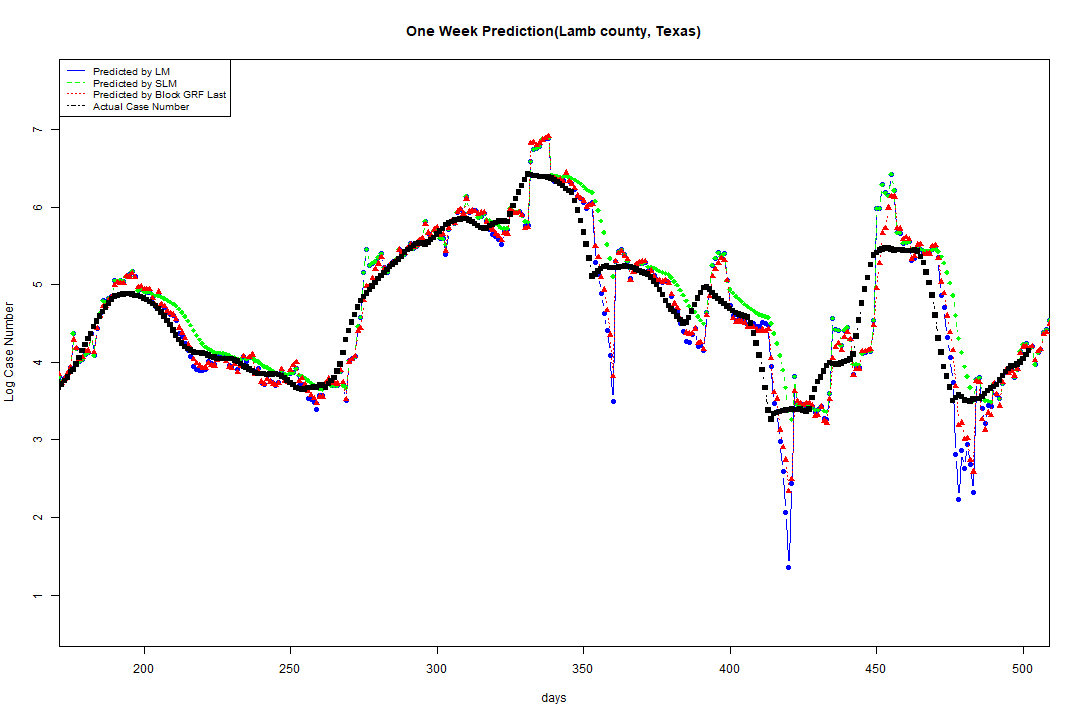 One Week Prediction(Lamb county, Texas)
Predicted by LM
Predicted by SLM
Predicted by Block GRF Last
Actual Case Number
7
6
5
4
3
2
1
Log Case Number
200 250 300 350 400 450 500
days